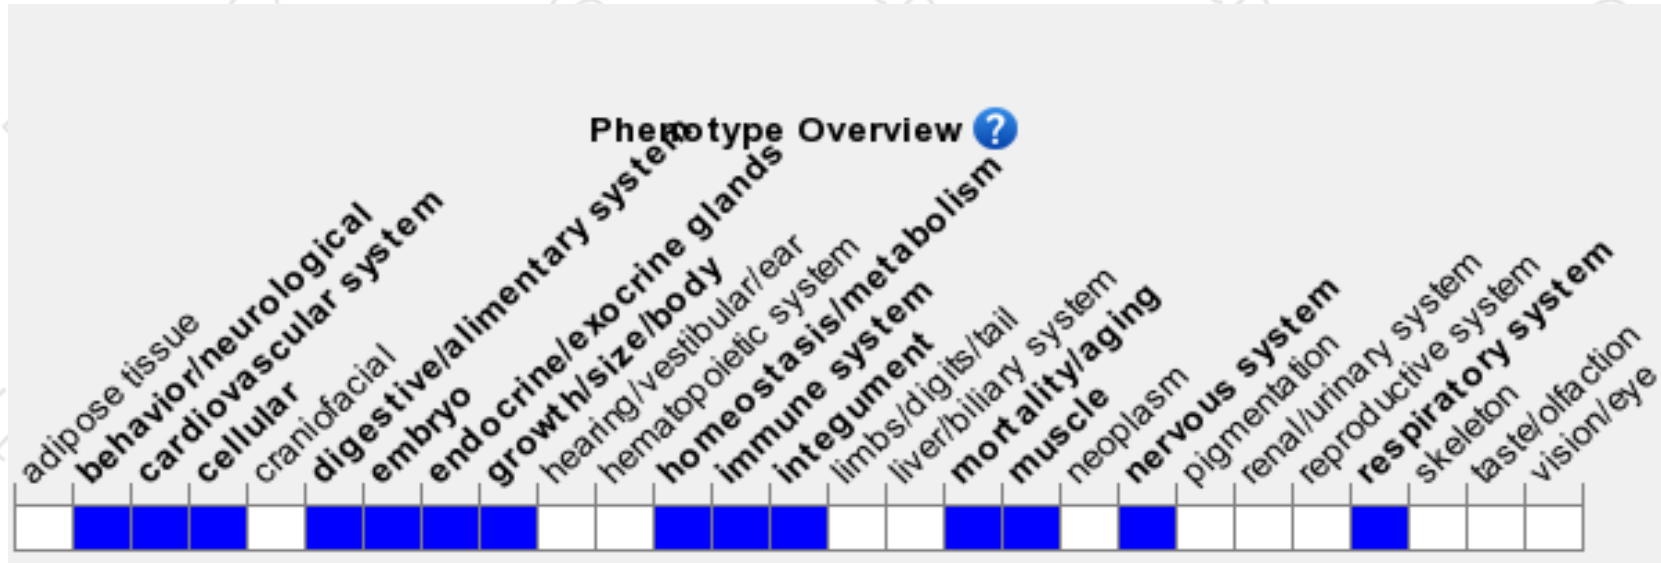 Phenotype Overview ?
adipose tissue
behavior/neurological
cardiovascular system
cellular
craniofacial
digestive/alimentary system
embryo
endocrine/exocrine glands
growth/size/body
hearing/vestibular/ear
hematopoietic system
homeostasis/metabolism
immune system
integument
limbs/digits/tail
liver/biliary system
mortality/aging
muscle
neoplasm
nervous system
pigmentation
renal/urinary system
reproductive system
respiratory system
skeleton
taste/olfaction
vision/eye